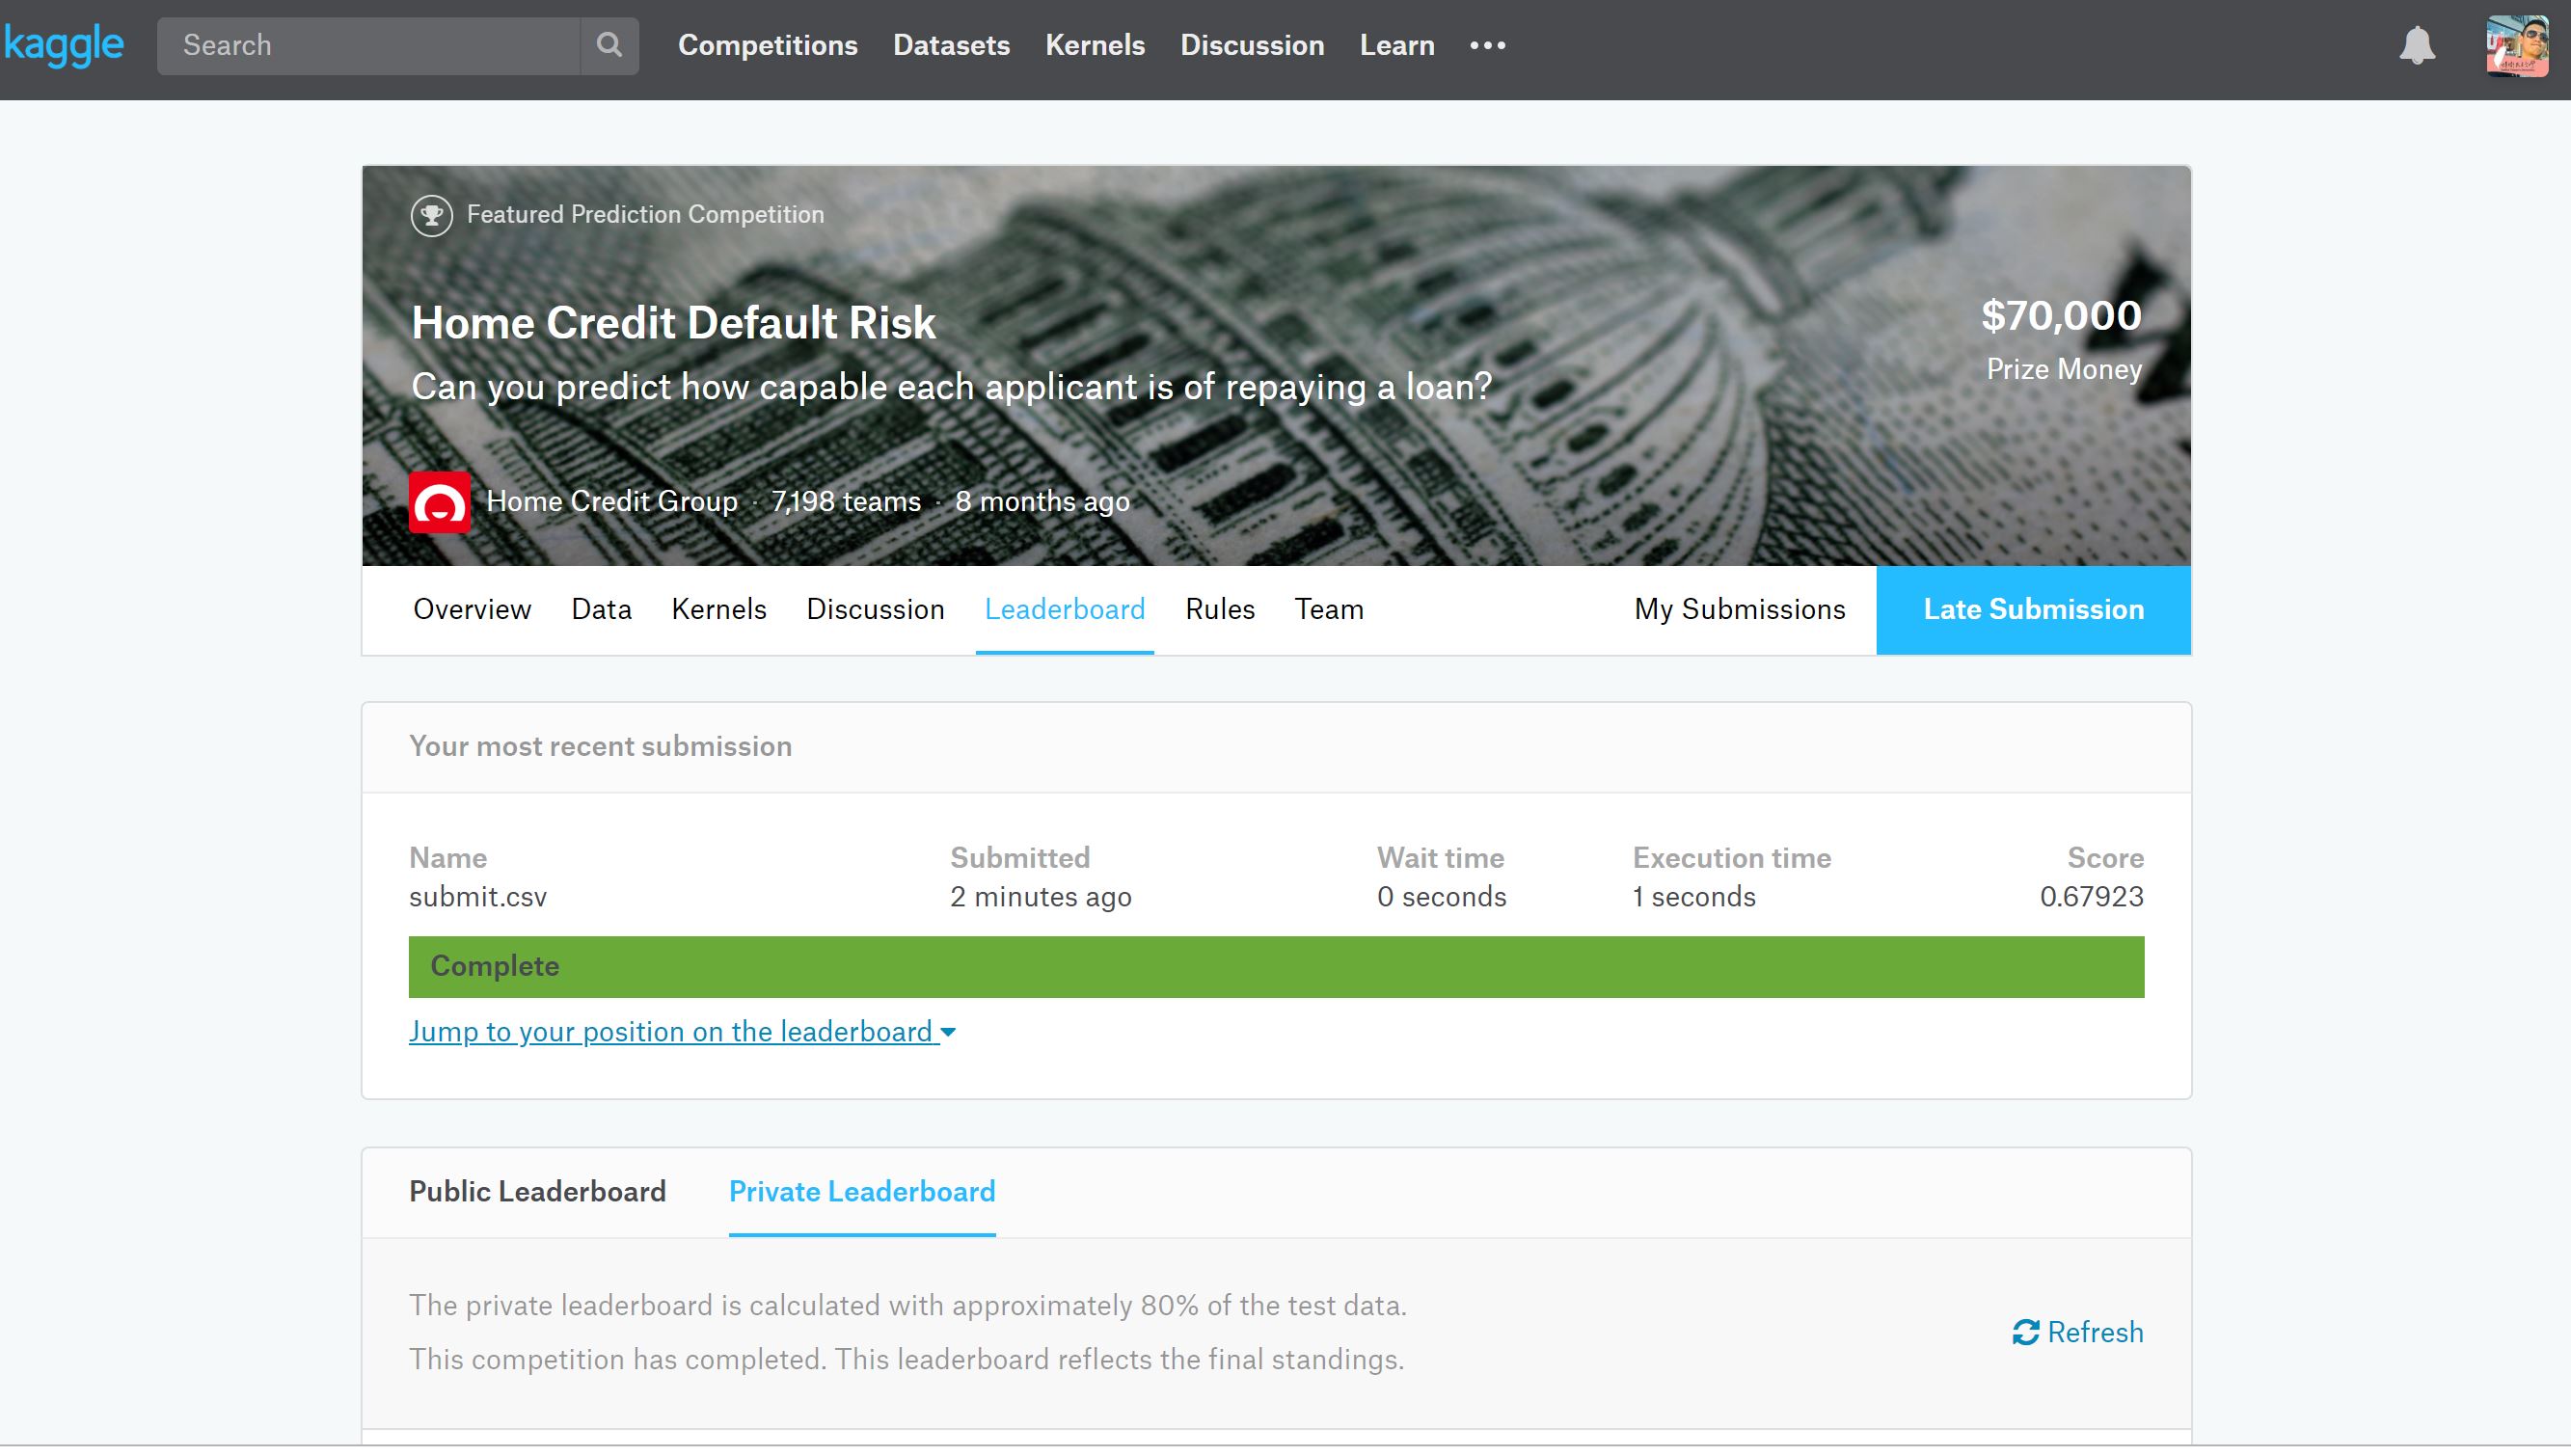 kaggle
Search
Competitions Datasets Kernels Discussion Learn
Featured Prediction Competition
Home Credit Default Risk
Can you predict how capable each applicant is of repaying a loan?
$70,000
Prize Money
Home Credit Group · 7,198 teams · 8 months ago
Overview Data Kernels Discussion Leaderboard Rules Team My Submissions Late Submission
Your most recent submission
Name Submitted Wait time Execution time Score
submit.csv 2 minutes ago 0 seconds 1 seconds 0.67923
Complete
Jump to your position on the leaderboard
Public Leaderboard Private Leaderboard
The private leaderboard is calculated with approximately 80% of the test data.
This competition has completed. This leaderboard reflects the final standings.
Refresh